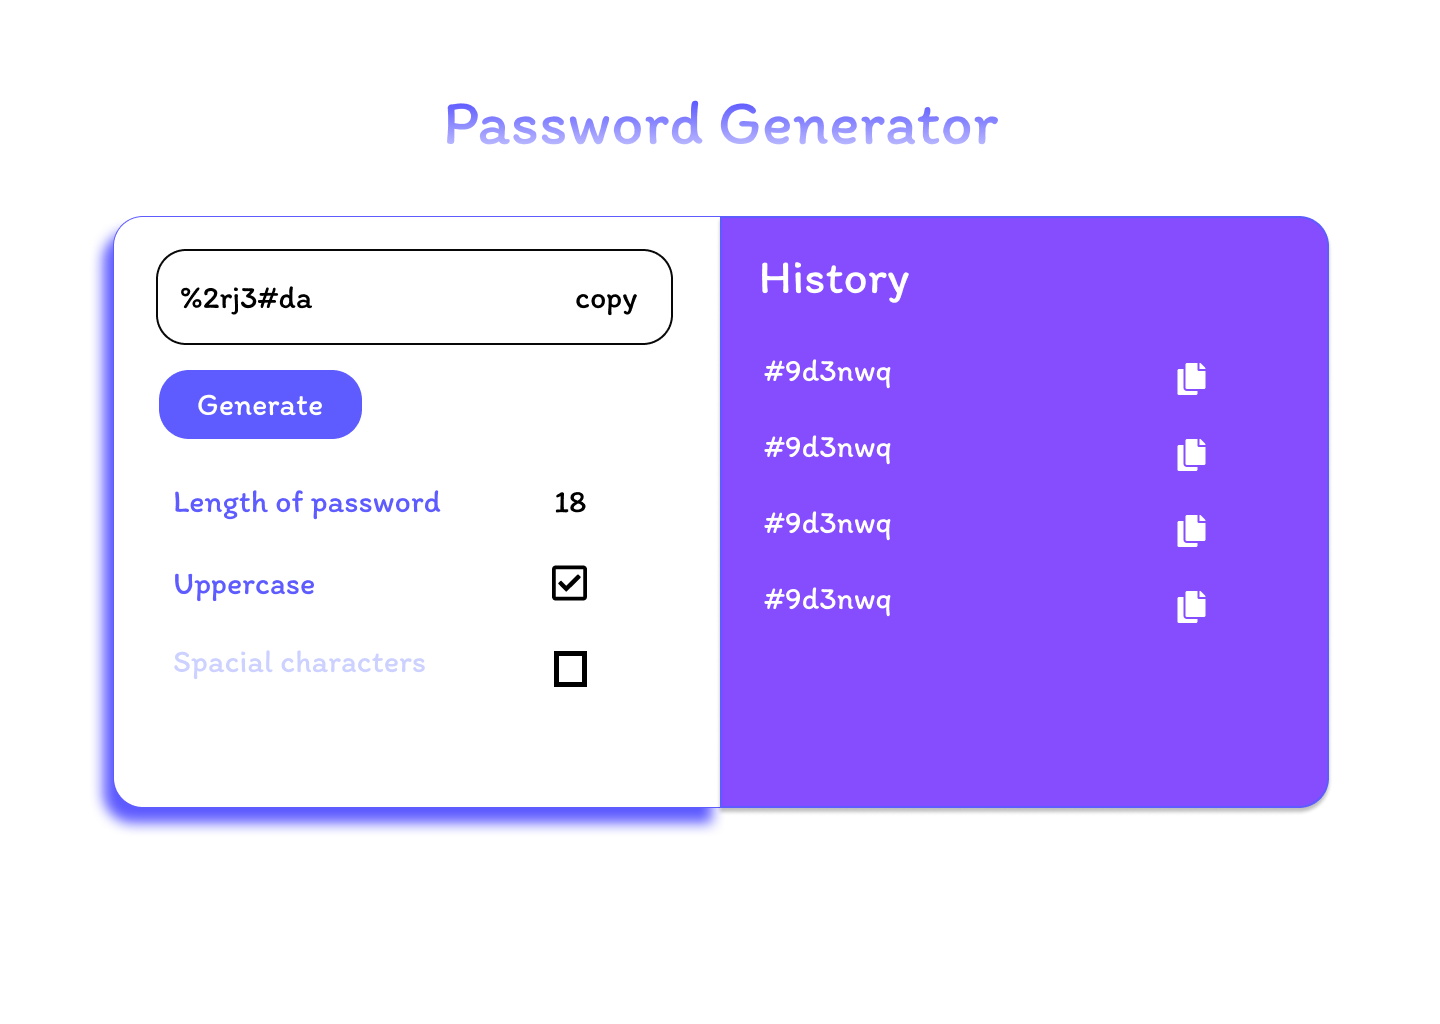 Password Generator
%2rj3#da copy
Generate
Length of password 18
Uppercase
Spacial characters
History
#9d3nwq
#9d3nwq
#9d3nwq
#9d3nwq